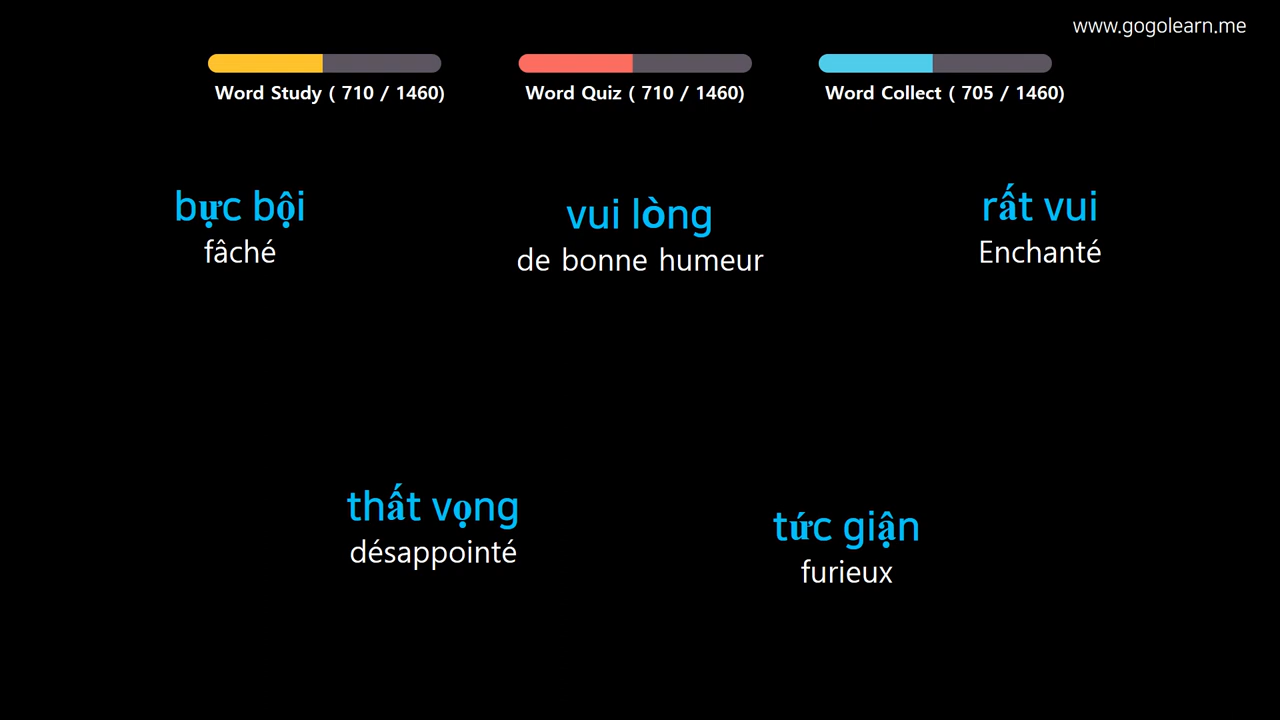 www.gogolearn.me
Word Study ( 710 / 1460)
Word Quiz ( 710 / 1460)
Word Collect ( 705 / 1460)
bực bội
fâché
vui lòng
de bonne humeur
rất vui
Enchanté
thất vọng
désappointé
tức giận
furieux